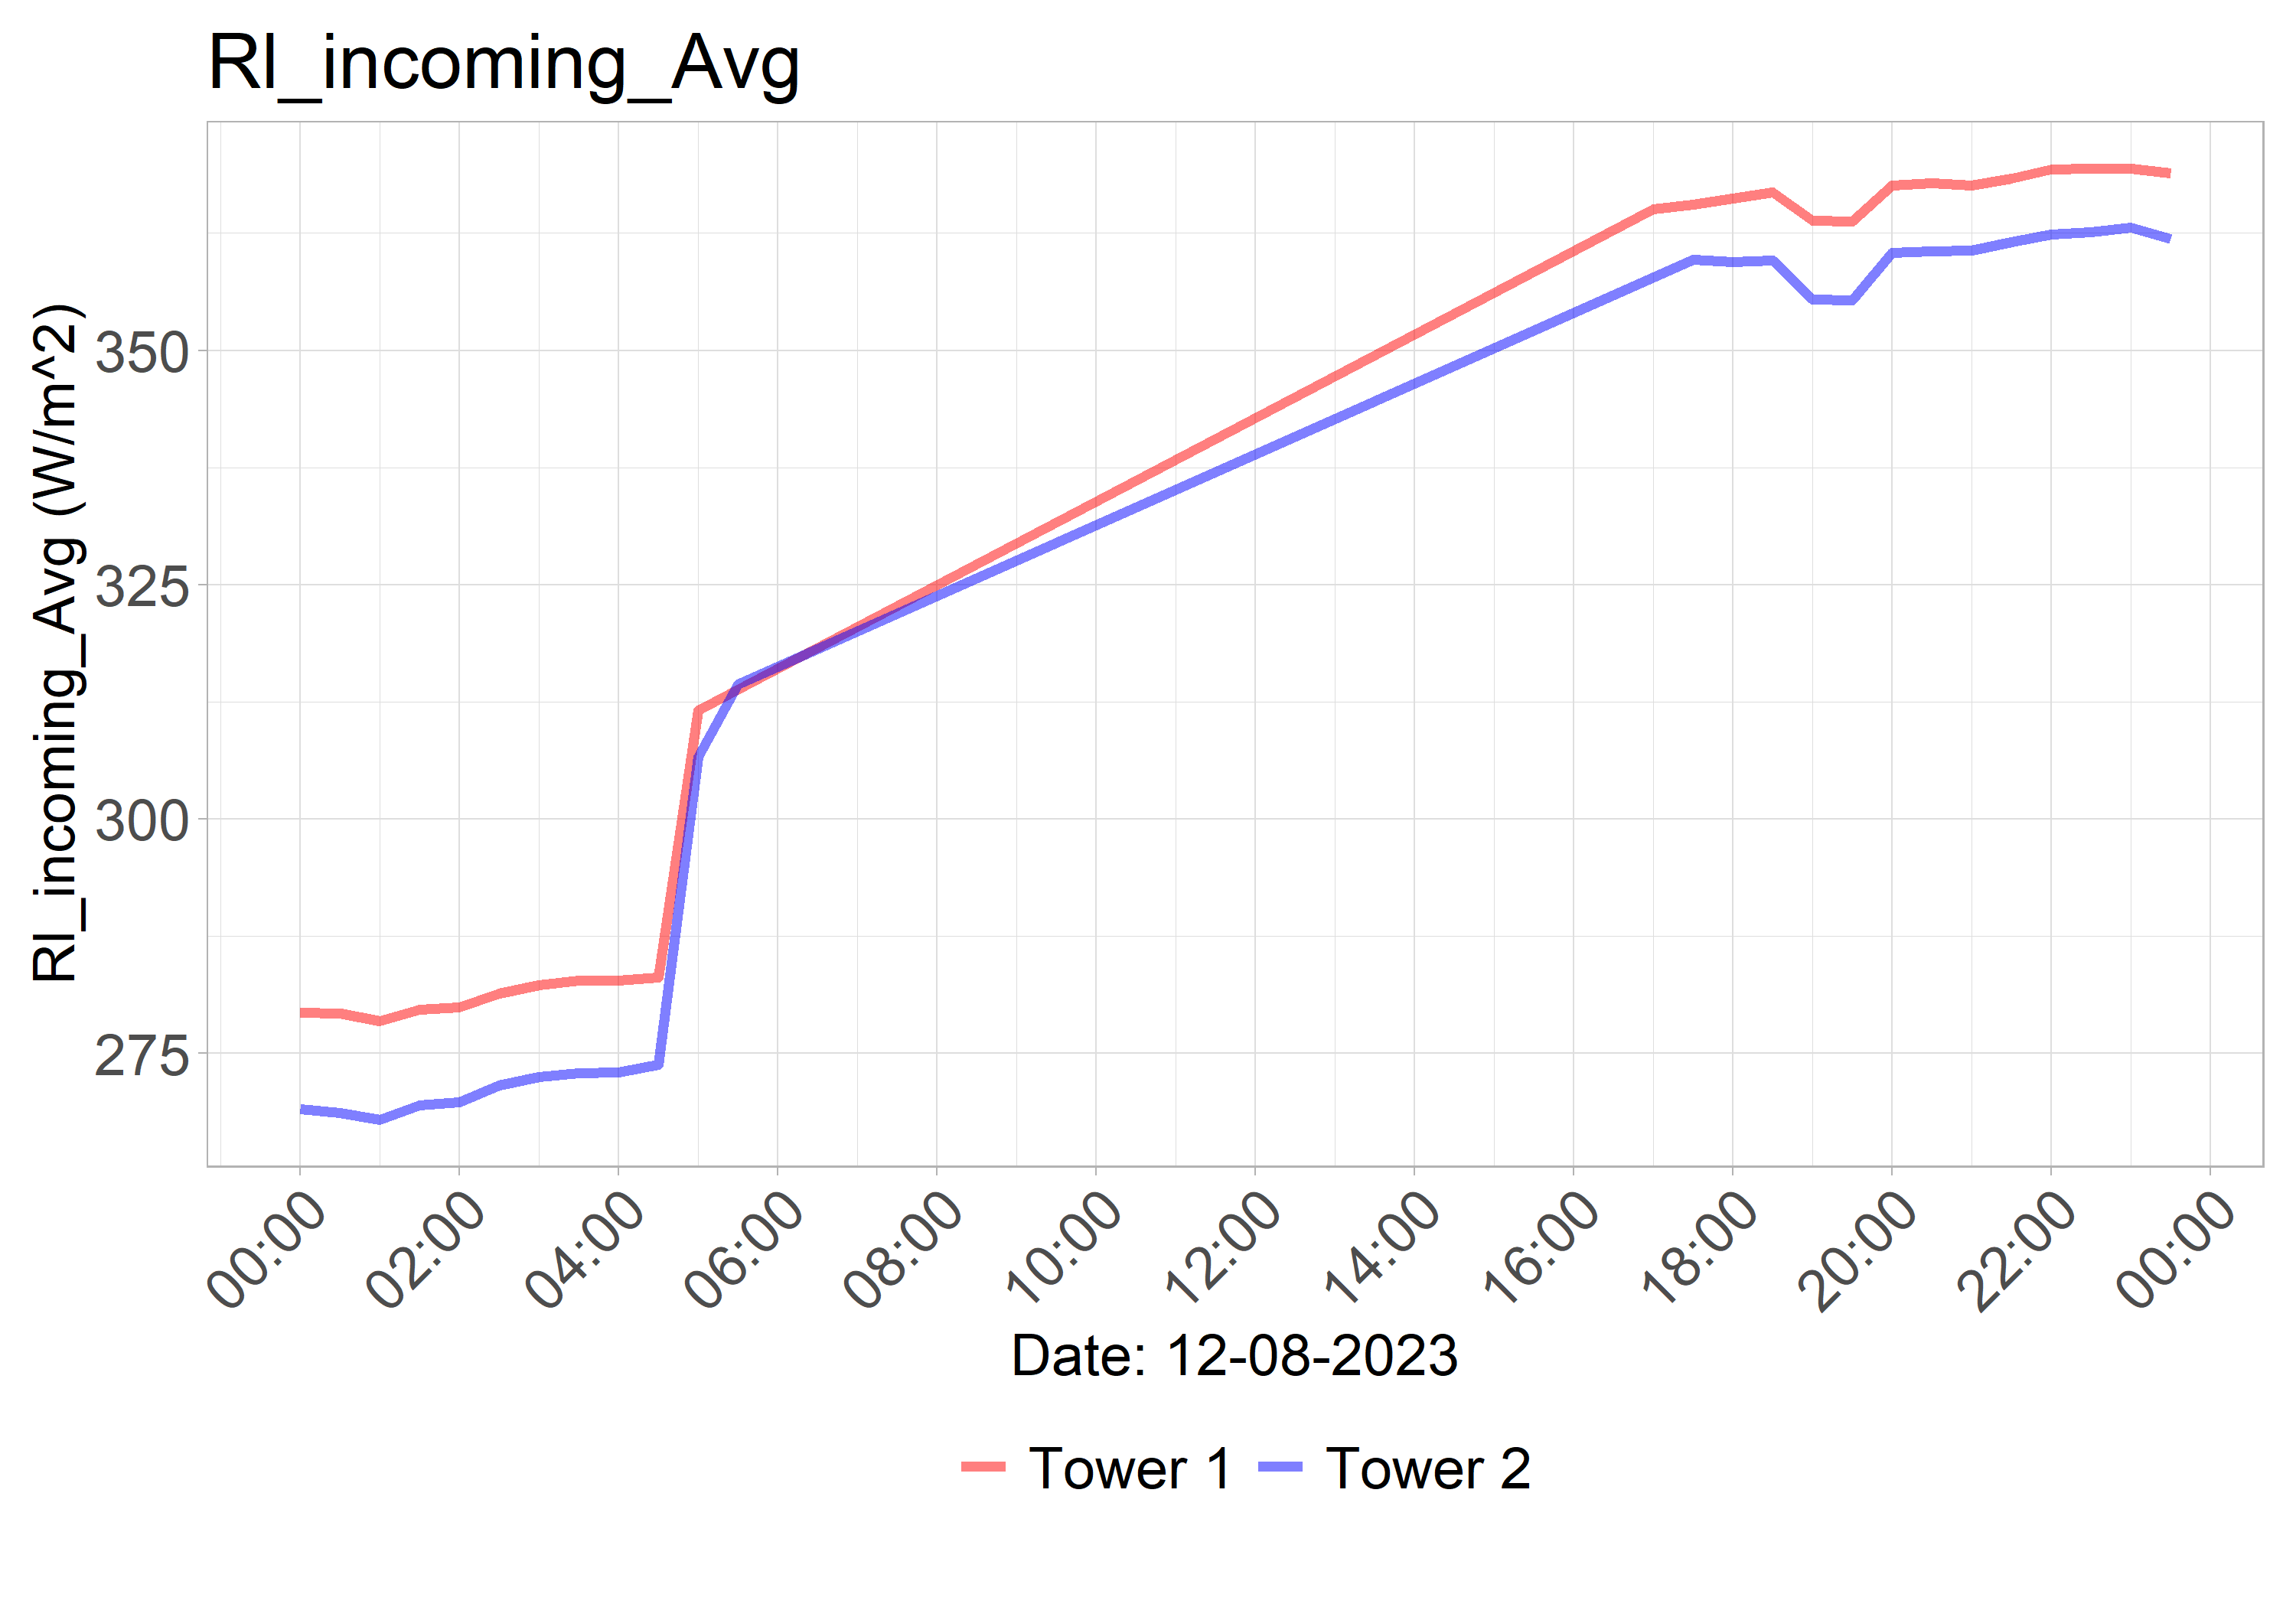 Rl_incoming_Avg
Rl_incoming_Avg (W/m^2)
350
325
300
275
00:00 02:00 04:00 06:00 08:00 10:00 12:00 14:00 16:00 18:00 20:00 22:00 00:00
Date: 12-08-2023
Tower 1 Tower 2